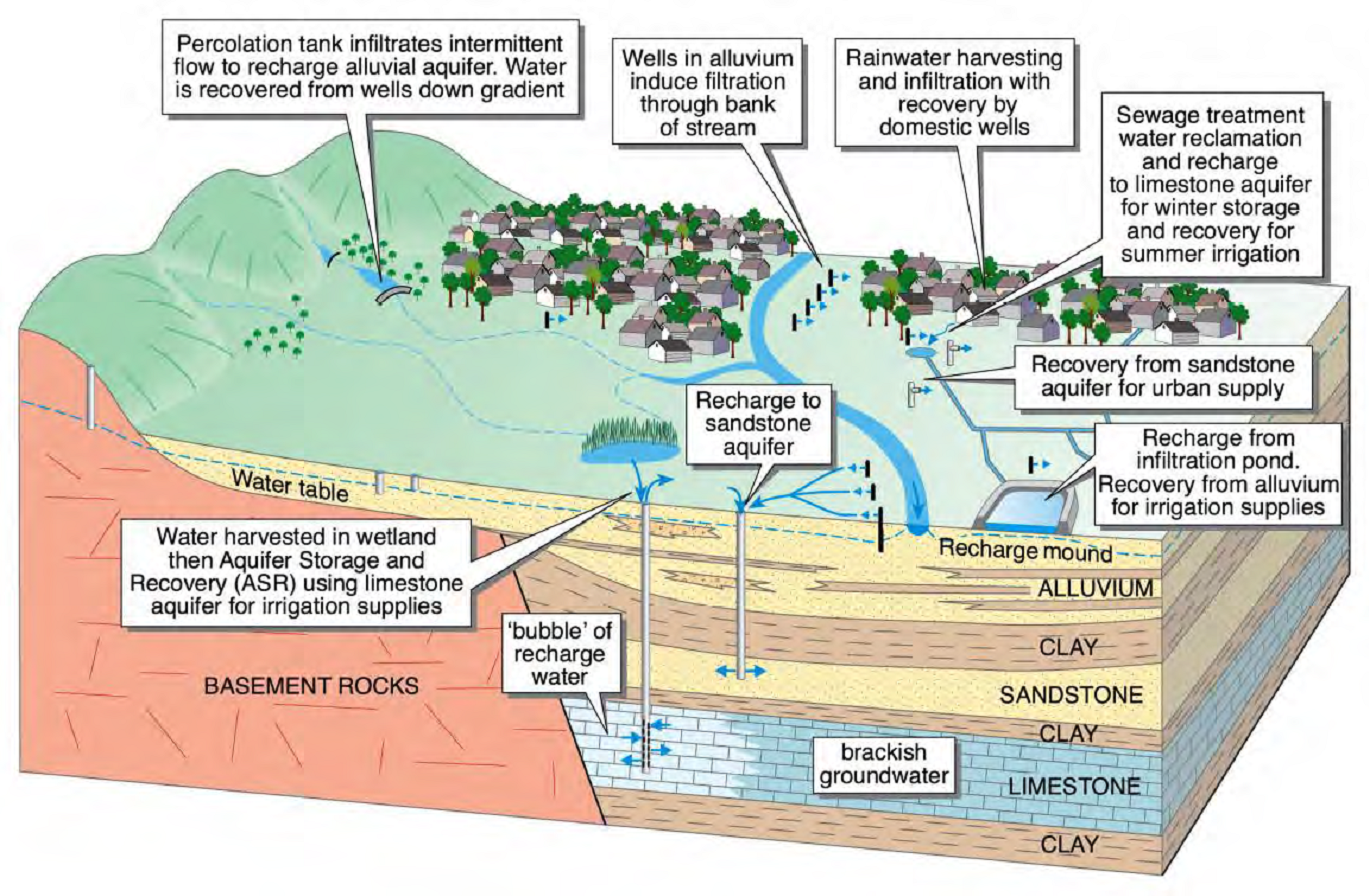 Percolation tank infiltrates intermittent
flow to recharge alluvial aquifer. Water
is recovered from wells down gradient
Wells in alluvium
induce filtration
through bank
of stream
Rainwater harvesting
and infiltration with
recovery by
domestic wells
Sewage treatment
water reclamation
and recharge
to limestone aquifer
for winter storage
and recovery for
summer irrigation
Recovery from sandstone
aquifer for urban supply
Recharge to
sandstone
aquifer
Recharge from
infiltration pond.
Recovery from alluvium
for irrigation supplies
Water table
Water harvested in wetland
then Aquifer Storage and
Recovery (ASR) using limestone
aquifer for irrigation supplies
Recharge mound
ALLUVIUM
'bubble' of
recharge
water
CLAY
BASEMENT ROCKS
SANDSTONE
CLAY
brackish
groundwater
LIMESTONE
CLAY